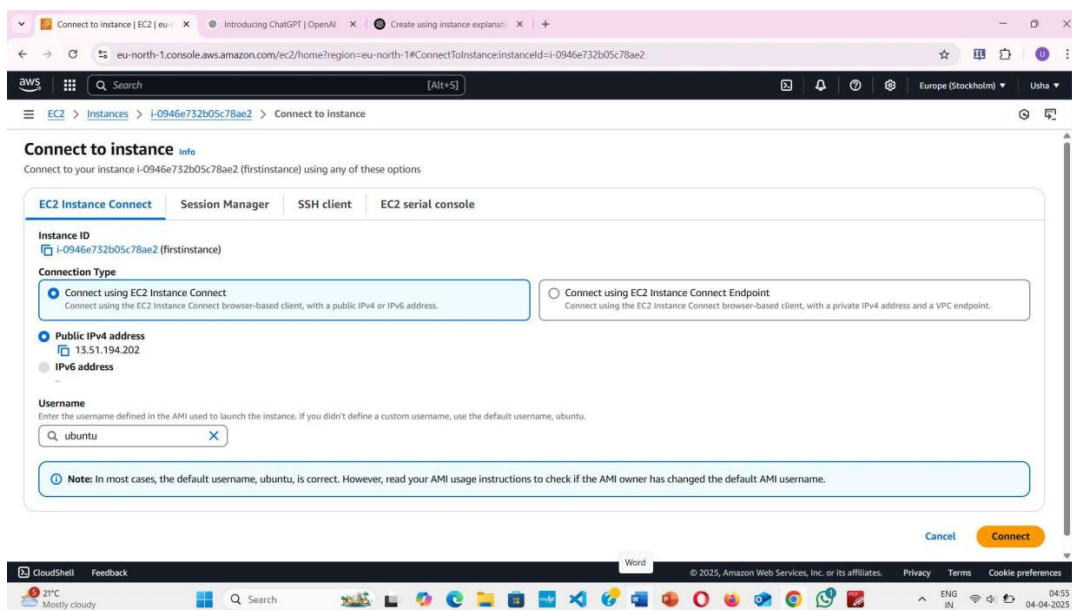 Connect to instance | EC2 | eu-
Introducing ChatGPT | OpenAI
Create using instance explanati
eu-north-1.console.aws.amazon.com/ec2/home?region=eu-north-1#ConnectToInstance:instanceId=i-0946e732b05c78ae2
U
aws
Search
[Alt+S]
Europe (Stockholm)
Usha
EC2 > Instances > i-0946e732b05c78ae2 > Connect to instance
Connect to instance Info
Connect to your instance i-0946e732b05c78ae2 (firstinstance) using any of these options
EC2 Instance Connect
Session Manager
SSH client
EC2 serial console
Instance ID
i-0946e732b05c78ae2 (firstinstance)
Connection Type
Connect using EC2 Instance Connect
Connect using the EC2 Instance Connect browser-based client, with a public IPv4 or IPv6 address.
Connect using EC2 Instance Connect Endpoint
Connect using the EC2 Instance Connect browser-based client, with a private IPv4 address and a VPC endpoint.
Public IPv4 address
13.51.194.202
IPv6 address
–
Username
Enter the username defined in the AMI used to launch the instance. If you didn't define a custom username, use the default username, ubuntu.
ubuntu
Note: In most cases, the default username, ubuntu, is correct. However, read your AMI usage instructions to check if the AMI owner has changed the default AMI username.
Cancel
Connect
Word
CloudShell
Feedback
© 2025, Amazon Web Services, Inc. or its affiliates.
Privacy
Terms
Cookie preferences
21°C
Mostly cloudy
Search
ENG
IN
04:55
04-04-2025